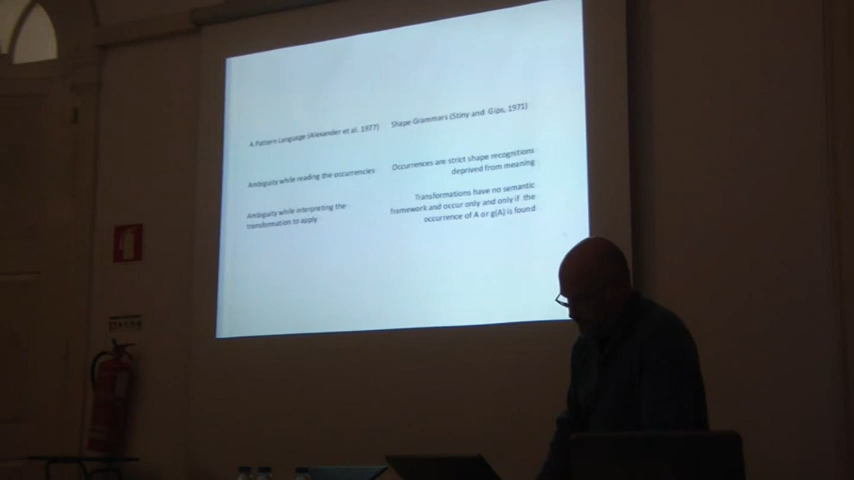 A Pattern Language (Alexander et al. 1977)
Shape Grammars (Stiny and Gips, 1971)
Ambiguity while reading the occurrencies
Occurrences are strict shape recognitions
deprived from meaning
Ambiguity while interpreting the
transformation to apply
Transformations have no semantic
framework and occur only and only if the
occurrence of A or g(A) is found